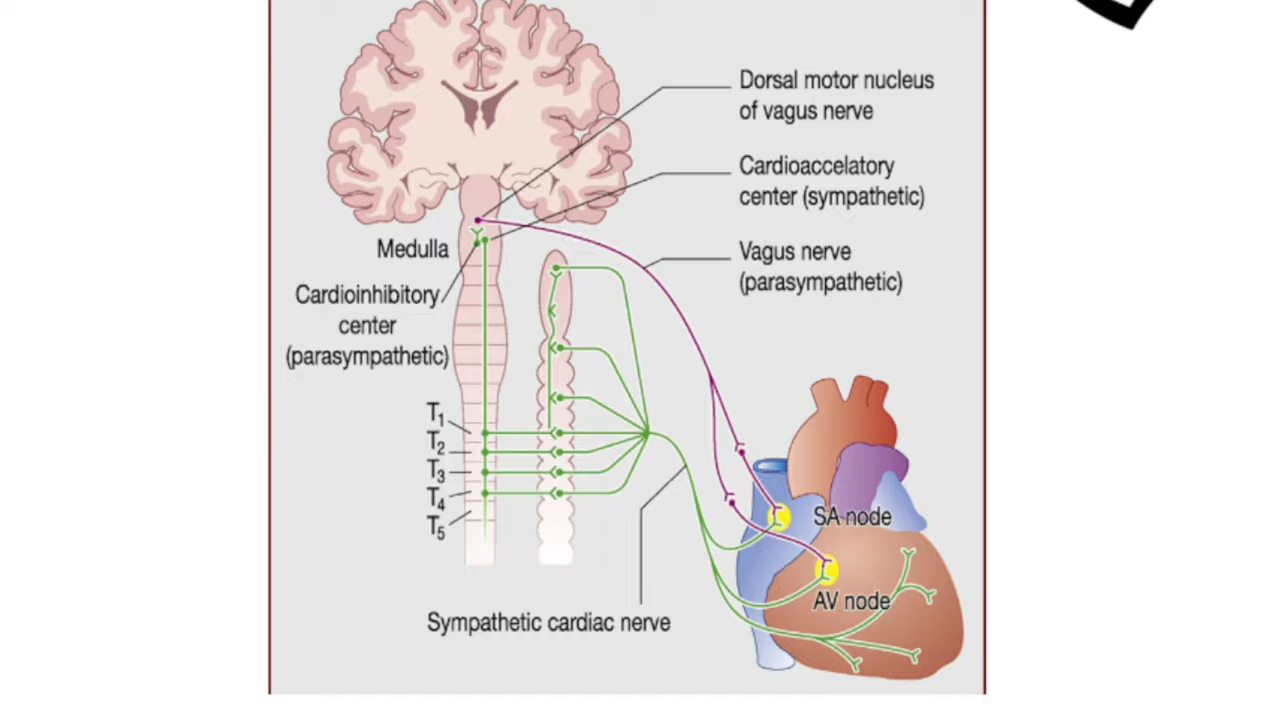 Dorsal motor nucleus
of vagus nerve
Cardioaccelatory
center (sympathetic)
Medulla
Vagus nerve
(parasympathetic)
Cardioinhibitory
center
(parasympathetic)
T1
T2
T3
T4
T5
SA node
AV node
Sympathetic cardiac nerve